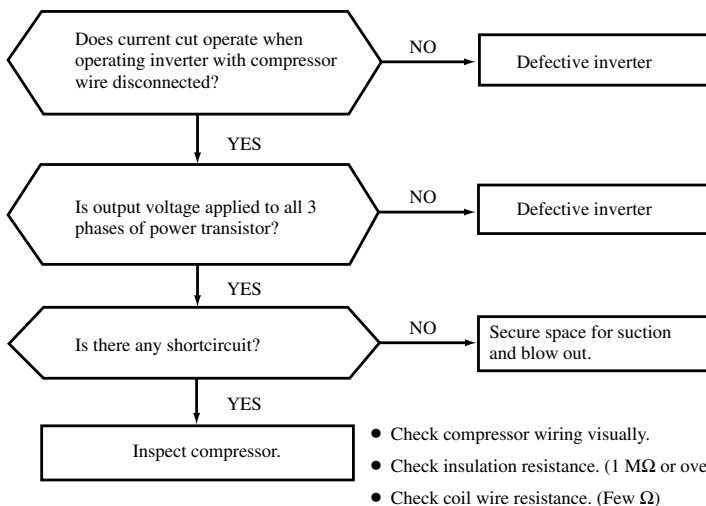 Does current cut operate when
operating inverter with compressor
wire disconnected?
NO
Defective inverter
YES
Is output voltage applied to all 3
phases of power transistor?
NO
Defective inverter
YES
Is there any shortcircuit?
NO
Secure space for suction
and blow out.
YES
Inspect compressor.
● Check compressor wiring visually.
● Check insulation resistance. (1 MΩ or ove
● Check coil wire resistance. (Few Ω)